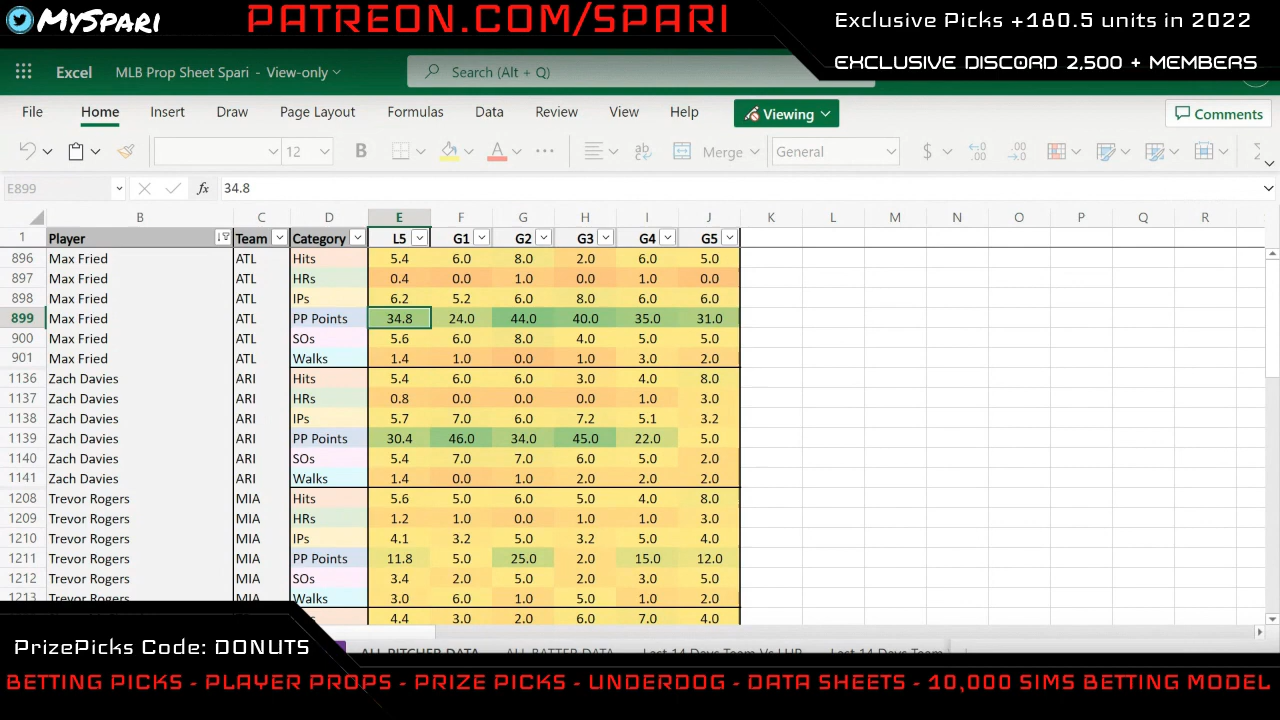 MySpari
PATREON.COM/SPARI
Exclusive Picks +180.5 units in 2022
EXCLUSIVE DISCORD 2,500 + MEMBERS
Excel MLB Prop Sheet Spari - View-only Search (Alt + Q)
File Home Insert Draw Page Layout Formulas Data Review View Help Viewing Comments
12 B A Merge General $
E899 fx 34.8
B C D E F G H I J K L M N O P Q R
1 Player Team Category L5 G1 G2 G3 G4 G5
896 Max Fried ATL Hits 5.4 6.0 8.0 2.0 6.0 5.0
897 Max Fried ATL HRs 0.4 0.0 1.0 0.0 1.0 0.0
898 Max Fried ATL IPs 6.2 5.2 6.0 8.0 6.0 6.0
899 Max Fried ATL PP Points 34.8 24.0 44.0 40.0 35.0 31.0
900 Max Fried ATL SOs 5.6 6.0 8.0 4.0 5.0 5.0
901 Max Fried ATL Walks 1.4 1.0 0.0 1.0 3.0 2.0
1136 Zach Davies ARI Hits 5.4 6.0 6.0 3.0 4.0 8.0
1137 Zach Davies ARI HRs 0.8 0.0 0.0 0.0 1.0 3.0
1138 Zach Davies ARI IPs 5.7 7.0 6.0 7.2 5.1 3.2
1139 Zach Davies ARI PP Points 30.4 46.0 34.0 45.0 22.0 5.0
1140 Zach Davies ARI SOs 5.4 7.0 7.0 6.0 5.0 2.0
1141 Zach Davies ARI Walks 1.4 0.0 1.0 2.0 2.0 2.0
1208 Trevor Rogers MIA Hits 5.6 5.0 6.0 5.0 4.0 8.0
1209 Trevor Rogers MIA HRs 1.2 1.0 0.0 1.0 1.0 3.0
1210 Trevor Rogers MIA IPs 4.1 3.2 5.0 3.2 5.0 4.0
1211 Trevor Rogers MIA PP Points 11.8 5.0 25.0 2.0 15.0 12.0
1212 Trevor Rogers MIA SOs 3.4 2.0 5.0 2.0 3.0 5.0
1213 Trevor Rogers MIA Walks 3.0 6.0 1.0 5.0 1.0 2.0
4.4 3.0 2.0 6.0 7.0 4.0
ALL PITCHER DATA ALL BATTER DATA Last 14 Days Team Vs LHP Last 14 Days Team
PrizePicks Code: DONUTS
BETTING PICKS - PLAYER PROPS - PRIZE PICKS - UNDERDOG - DATA SHEETS - 10,000 SIMS BETTING MODEL